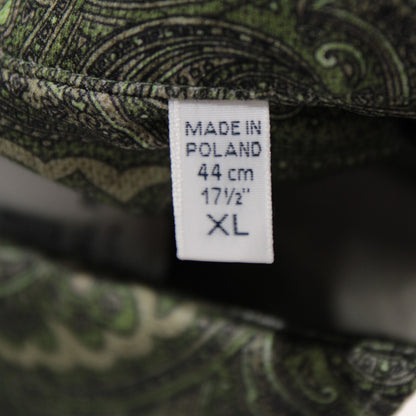 MADE IN
POLAND
44 cm
17½"
XL